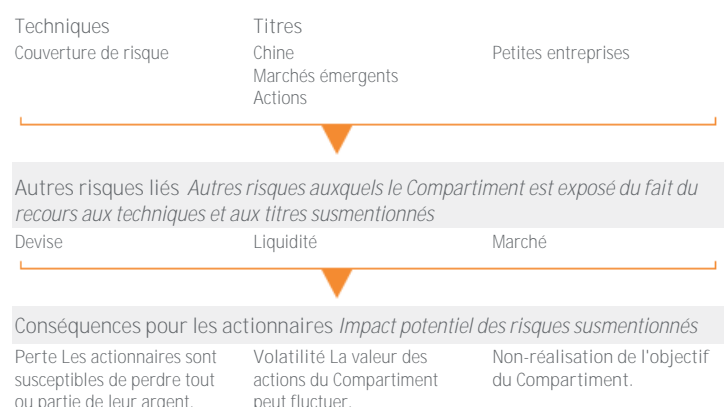 Techniques Titres
Couverture de risque Chine Petites entreprises
Marchés émergents
Actions
Autres risques liés Autres risques auxquels le Compartiment est exposé du fait du
recours aux techniques et aux titres susmentionnés
Devise Liquidité Marché
Conséquences pour les actionnaires Impact potentiel des risques susmentionnés
Perte Les actionnaires sont
susceptibles de perdre tout
ou partie de leur argent.
Volatilité La valeur des
actions du Compartiment
peut fluctuer.
Non-réalisation de l'objectif
du Compartiment.